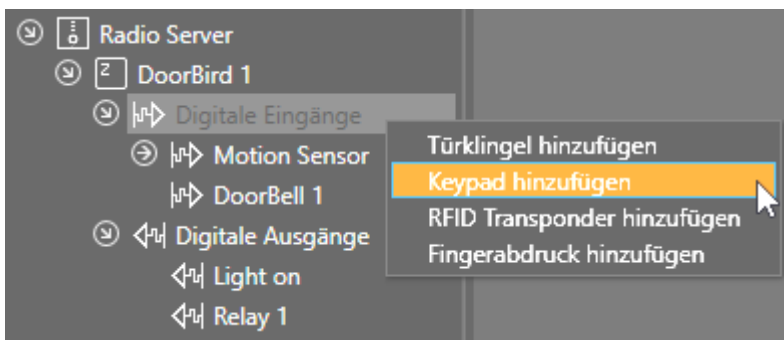 Radio Server
DoorBird 1
Digitale Eingänge
Motion Sensor
DoorBell 1
Digitale Ausgänge
Light on
Relay 1
Türklingel hinzufügen
Keypad hinzufügen
RFID Transponder hinzufügen
Fingerabdruck hinzufügen